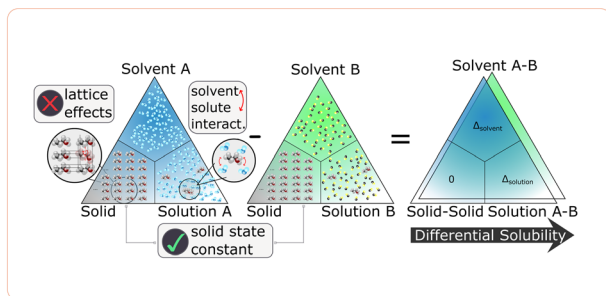 Solvent A
Solvent B
Solvent A-B
lattice
effects
solvent
solute
interact.
-
=
Δsolvent
0
Δsolution
Solid
Solution A
Solid
Solution B
Solid-Solid
Solution A-B
solid state
constant
Differential Solubility